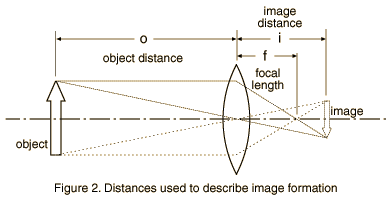 image
distance
o
i
object distance
f
focal
length
image
object
Figure 2. Distances used to describe image formation